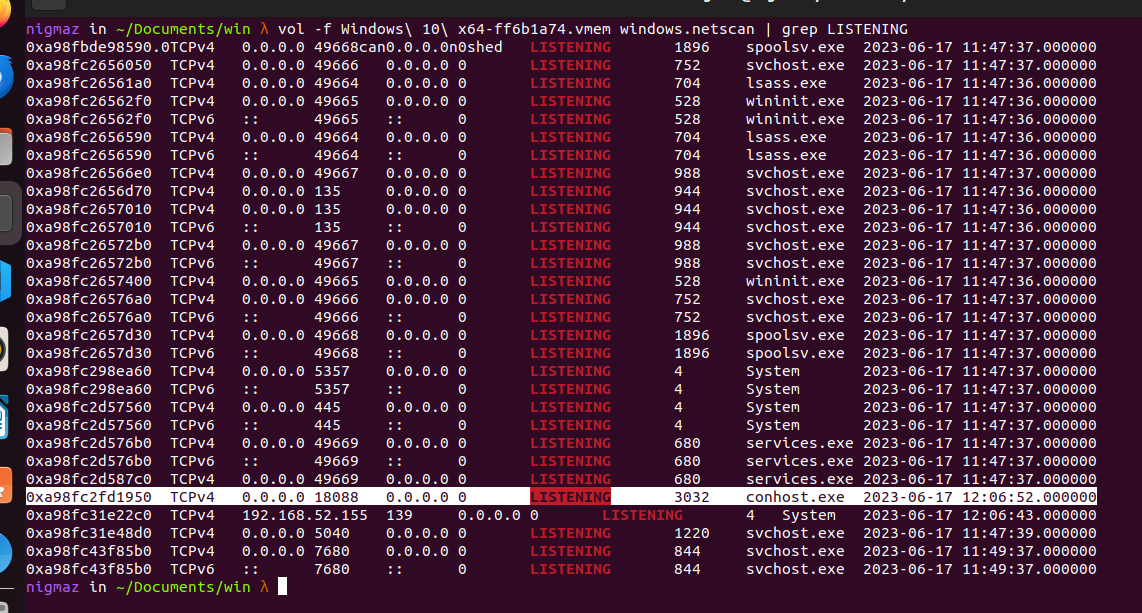 nigmaz in ~/Documents/win λ vol -f Windows\ 10\ x64-ff6b1a74.vmem windows.netscan | grep LISTENING
0xa98fbde98590.0TCPv4 0.0.0.0 49668can0.0.0.0n0shed LISTENING 1896 spoolsv.exe 2023-06-17 11:47:37.000000
0xa98fc2656050 TCPv4 0.0.0.0 49666 0.0.0.0 0 LISTENING 752 svchost.exe 2023-06-17 11:47:37.000000
0xa98fc26561a0 TCPv4 0.0.0.0 49664 0.0.0.0 0 LISTENING 704 lsass.exe 2023-06-17 11:47:36.000000
0xa98fc26562f0 TCPv4 0.0.0.0 49665 0.0.0.0 0 LISTENING 528 wininit.exe 2023-06-17 11:47:36.000000
0xa98fc26562f0 TCPv6 :: 49665 :: 0 LISTENING 528 wininit.exe 2023-06-17 11:47:36.000000
0xa98fc2656590 TCPv4 0.0.0.0 49664 0.0.0.0 0 LISTENING 704 lsass.exe 2023-06-17 11:47:36.000000
0xa98fc2656590 TCPv6 :: 49664 :: 0 LISTENING 704 lsass.exe 2023-06-17 11:47:36.000000
0xa98fc26566e0 TCPv4 0.0.0.0 49667 0.0.0.0 0 LISTENING 988 svchost.exe 2023-06-17 11:47:37.000000
0xa98fc2656d70 TCPv4 0.0.0.0 135 0.0.0.0 0 LISTENING 944 svchost.exe 2023-06-17 11:47:36.000000
0xa98fc2657010 TCPv4 0.0.0.0 135 0.0.0.0 0 LISTENING 944 svchost.exe 2023-06-17 11:47:36.000000
0xa98fc2657010 TCPv6 :: 135 :: 0 LISTENING 944 svchost.exe 2023-06-17 11:47:36.000000
0xa98fc26572b0 TCPv4 0.0.0.0 49667 0.0.0.0 0 LISTENING 988 svchost.exe 2023-06-17 11:47:37.000000
0xa98fc26572b0 TCPv6 :: 49667 :: 0 LISTENING 988 svchost.exe 2023-06-17 11:47:37.000000
0xa98fc2657400 TCPv4 0.0.0.0 49665 0.0.0.0 0 LISTENING 528 wininit.exe 2023-06-17 11:47:36.000000
0xa98fc26576a0 TCPv4 0.0.0.0 49666 0.0.0.0 0 LISTENING 752 svchost.exe 2023-06-17 11:47:37.000000
0xa98fc26576a0 TCPv6 :: 49666 :: 0 LISTENING 752 svchost.exe 2023-06-17 11:47:37.000000
0xa98fc2657d30 TCPv4 0.0.0.0 49668 0.0.0.0 0 LISTENING 1896 spoolsv.exe 2023-06-17 11:47:37.000000
0xa98fc2657d30 TCPv6 :: 49668 :: 0 LISTENING 1896 spoolsv.exe 2023-06-17 11:47:37.000000
0xa98fc298ea60 TCPv4 0.0.0.0 5357 0.0.0.0 0 LISTENING 4 System 2023-06-17 11:47:37.000000
0xa98fc298ea60 TCPv6 :: 5357 :: 0 LISTENING 4 System 2023-06-17 11:47:37.000000
0xa98fc2d57560 TCPv4 0.0.0.0 445 0.0.0.0 0 LISTENING 4 System 2023-06-17 11:47:37.000000
0xa98fc2d57560 TCPv6 :: 445 :: 0 LISTENING 4 System 2023-06-17 11:47:37.000000
0xa98fc2d576b0 TCPv4 0.0.0.0 49669 0.0.0.0 0 LISTENING 680 services.exe 2023-06-17 11:47:37.000000
0xa98fc2d576b0 TCPv6 :: 49669 :: 0 LISTENING 680 services.exe 2023-06-17 11:47:37.000000
0xa98fc2d587c0 TCPv4 0.0.0.0 49669 0.0.0.0 0 LISTENING 680 services.exe 2023-06-17 11:47:37.000000
0xa98fc2fd1950 TCPv4 0.0.0.0 18088 0.0.0.0 0 LISTENING 3032 conhost.exe 2023-06-17 12:06:52.000000
0xa98fc31e22c0 TCPv4 192.168.52.155 139 0.0.0.0 0 LISTENING 4 System 2023-06-17 12:06:43.000000
0xa98fc31e48d0 TCPv4 0.0.0.0 5040 0.0.0.0 0 LISTENING 1220 svchost.exe 2023-06-17 11:47:39.000000
0xa98fc43f85b0 TCPv4 0.0.0.0 7680 0.0.0.0 0 LISTENING 844 svchost.exe 2023-06-17 11:49:37.000000
0xa98fc43f85b0 TCPv6 :: 7680 :: 0 LISTENING 844 svchost.exe 2023-06-17 11:49:37.000000
nigmaz in ~/Documents/win λ